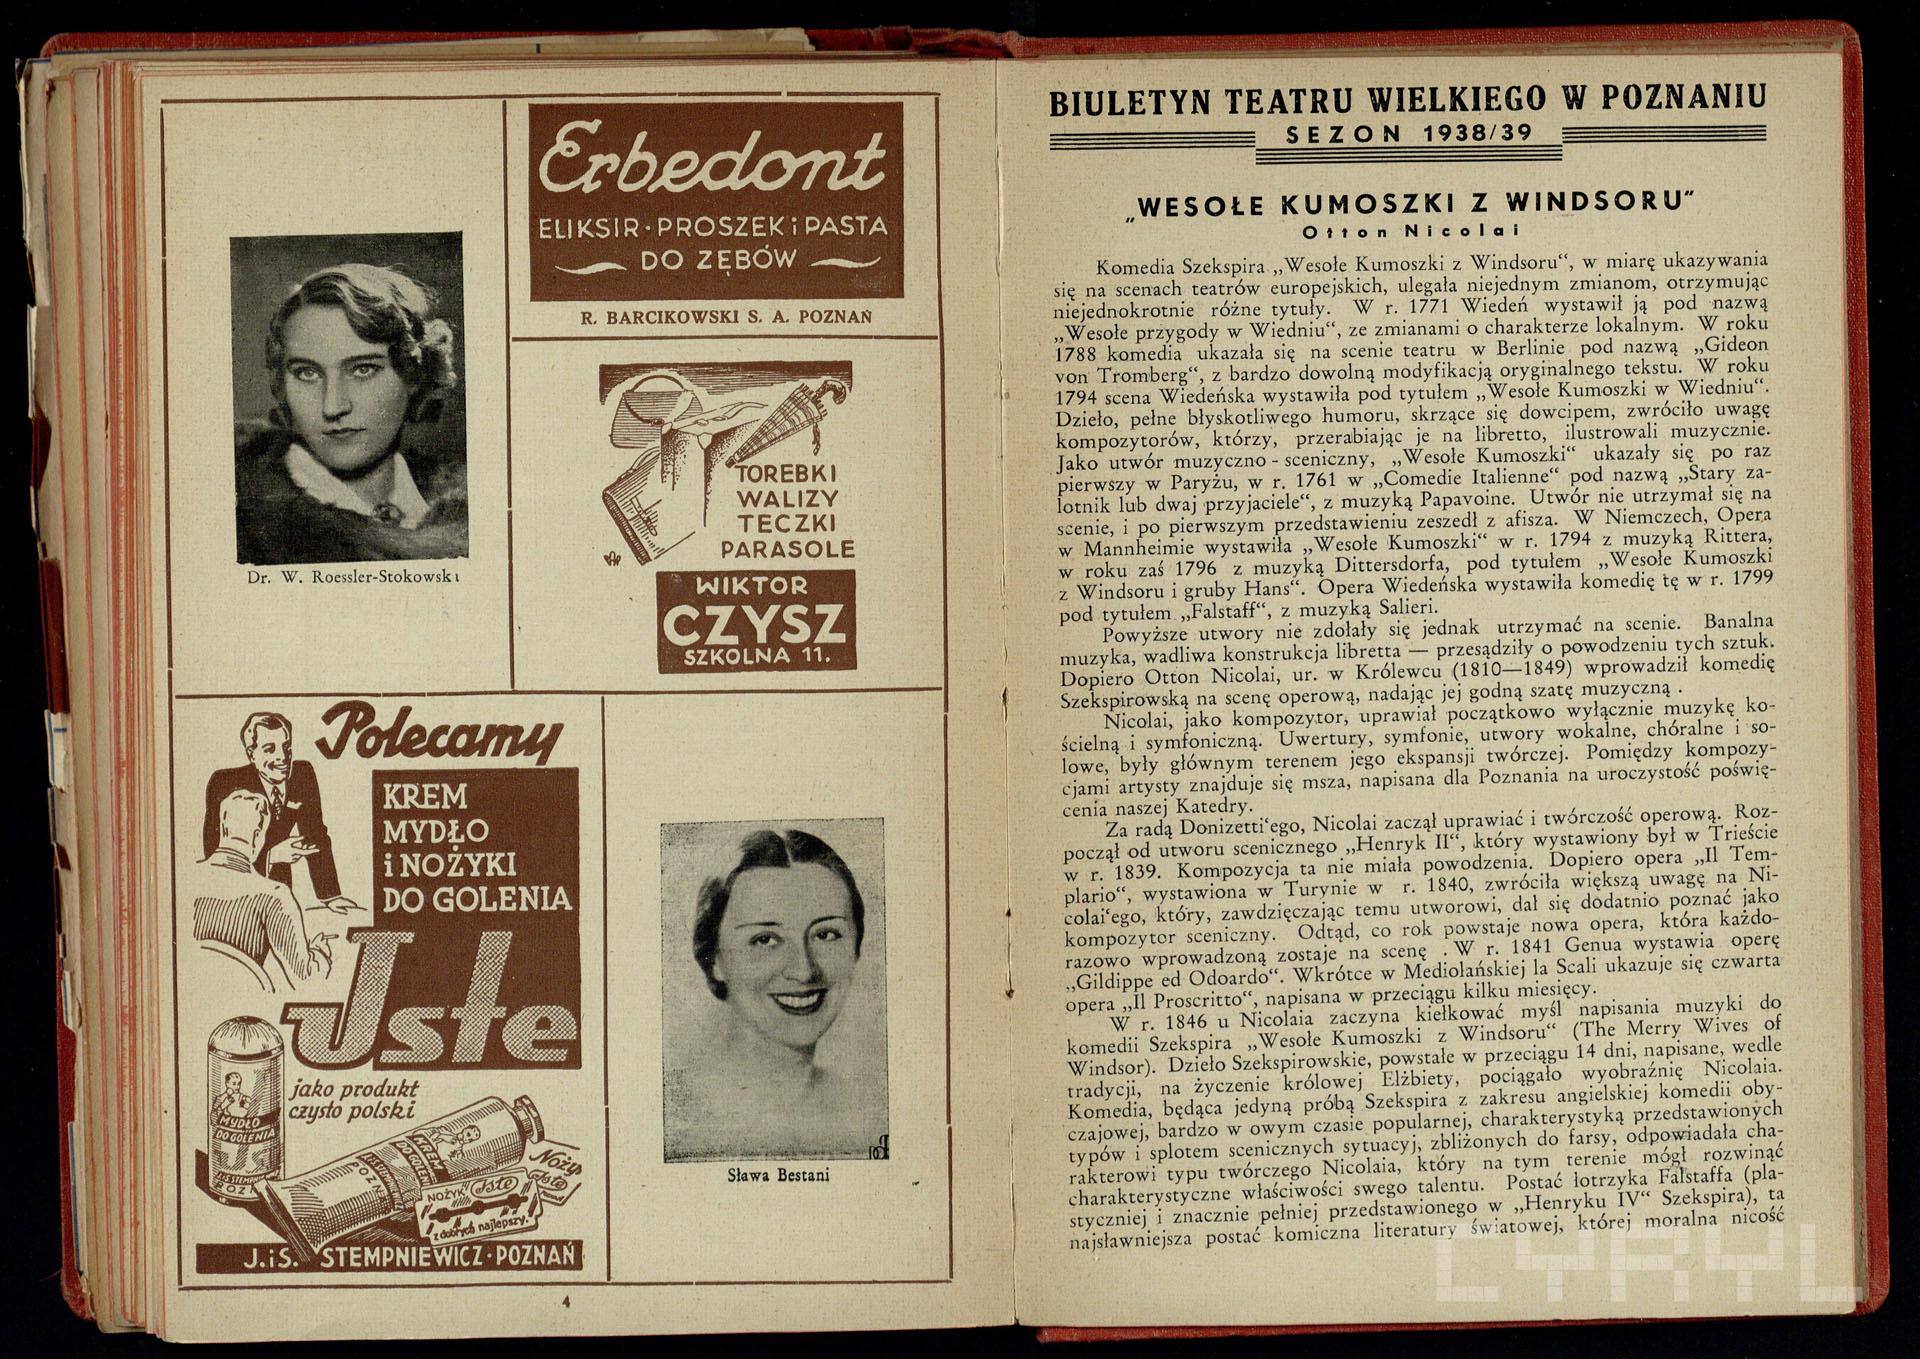 Dr. W. Roessler-Stokowski
Erbedont
ELIKSIR · PROSZEK i PASTA
DO ZĘBÓW
R. BARCIKOWSKI S. A. POZNAŃ
TOREBKI
WALIZY
TECZKI
PARASOLE
WIKTOR
CZYSZ
SZKOLNA 11.
Polecamy
KREM
MYDŁO
i NOŻYKI
DO GOLENIA
Iste
jako produkt
czysto polski
MYDŁO
DO GOLENIA
J.i S. STEMPNIEWICZ
POZNAŃ
KREM
DO GOLENIA
NOŻYK Iste
z dobrych najlepszy.
Nożyk
Iste
J. i S. STEMPNIEWICZ · POZNAŃ
Sława Bestani
4
BIULETYN TEATRU WIELKIEGO W POZNANIU
SEZON 1938/39
„WESOŁE KUMOSZKI Z WINDSORU"
Otton Nicolai
Komedia Szekspira „Wesołe Kumoszki z Windsoru“, w miarę ukazywania
się na scenach teatrów europejskich, ulegała niejednym zmianom, otrzymując
niejednokrotnie różne tytuły. W r. 1771 Wiedeń wystawił ją pod nazwą
„Wesołe przygody w Wiedniu“, ze zmianami o charakterze lokalnym. W roku
1788 komedia ukazała się na scenie teatru w Berlinie pod nazwą „Gideon
von Tromberg“, z bardzo dowolną modyfikacją oryginalnego tekstu. W roku
1794 scena Wiedeńska wystawiła pod tytułem „Wesołe Kumoszki w Wiedniu“.
Dzieło, pełne błyskotliwego humoru, skrzące się dowcipem, zwróciło uwagę
kompozytorów, którzy, przerabiając je na libretto, ilustrowali muzycznie.
Jako utwór muzyczno - sceniczny, „Wesołe Kumoszki“ ukazały się po raz
pierwszy w Paryżu, w r. 1761 w „Comedie Italienne“ pod nazwą „Stary za-
lotnik lub dwaj przyjaciele“, z muzyką Papavoine. Utwór nie utrzymał się na
scenie, i po pierwszym przedstawieniu zeszedł z afisza. W Niemczech, Opera
w Mannheimie wystawiła „Wesołe Kumoszki“ w r. 1794 z muzyką Rittera,
w roku zaś 1796 z muzyką Dittersdorfa, pod tytułem „Wesołe Kumoszki
z Windsoru i gruby Hans“. Opera Wiedeńska wystawiła komedię tę w r. 1799
pod tytułem „Falstaff“, z muzyką Salieri.
Powyższe utwory nie zdołały się jednak utrzymać na scenie. Banalna
muzyka, wadliwa konstrukcja libretta — przesądziły o powodzeniu tych sztuk.
Dopiero Otton Nicolai, ur. w Królewcu (1810—1849) wprowadził komedię
Szekspirowską na scenę operową, nadając jej godną szatę muzyczną .
Nicolai, jako kompozytor, uprawiał początkowo wyłącznie muzykę ko-
ścielną i symfoniczną. Uwertury, symfonie, utwory wokalne, chóralne i so-
lowe, były głównym terenem jego ekspansji twórczej. Pomiędzy kompozy-
cjami artysty znajduje się msza, napisana dla Poznania na uroczystość poświę-
cenia naszej Katedry.
Za radą Donizetti‘ego, Nicolai zaczął uprawiać i twórczość operową. Roz-
począł od utworu scenicznego „Henryk II“, który wystawiony był w Trieście
w r. 1839. Kompozycja ta nie miała powodzenia. Dopiero opera „Il Tem-
plario“, wystawiona w Turynie w r. 1840, zwróciła większą uwagę na Ni-
colai‘ego, który, zawdzięczając temu utworowi, dał się dodatnio poznać jako
kompozytor sceniczny. Odtąd, co rok powstaje nowa opera, która każdo-
razowo wprowadzoną zostaje na scenę . W r. 1841 Genua wystawia operę
„Gildippe ed Odoardo“. Wkrótce w Mediolańskiej la Scali ukazuje się czwarta
opera „Il Proscritto“, napisana w przeciągu kilku miesięcy.
W r. 1846 u Nicolaia zaczyna kiełkować myśl napisania muzyki do
komedii Szekspira „Wesołe Kumoszki z Windsoru“ (The Merry Wives of
Windsor). Dzieło Szekspirowskie, powstałe w przeciągu 14 dni, napisane, wedle
tradycji, na życzenie królowej Elżbiety, pociągało wyobraźnię Nicolaia.
Komedia, będąca jedyną próbą Szekspira z zakresu angielskiej komedii oby-
czajowej, bardzo w owym czasie popularnej, charakterystyką przedstawionych
typów i splotem scenicznych sytuacyj, zbliżonych do farsy, odpowiadała cha-
rakterowi typu twórczego Nicolaia, który na tym terenie mógł rozwinąć
charakterystyczne właściwości swego talentu. Postać łotrzyka Falstaffa (pla-
styczniej i znacznie pełniej przedstawionego w „Henryku IV“ Szekspira), ta
najsławniejsza postać komiczna literatury światowej, której moralna nicość
CYRYL